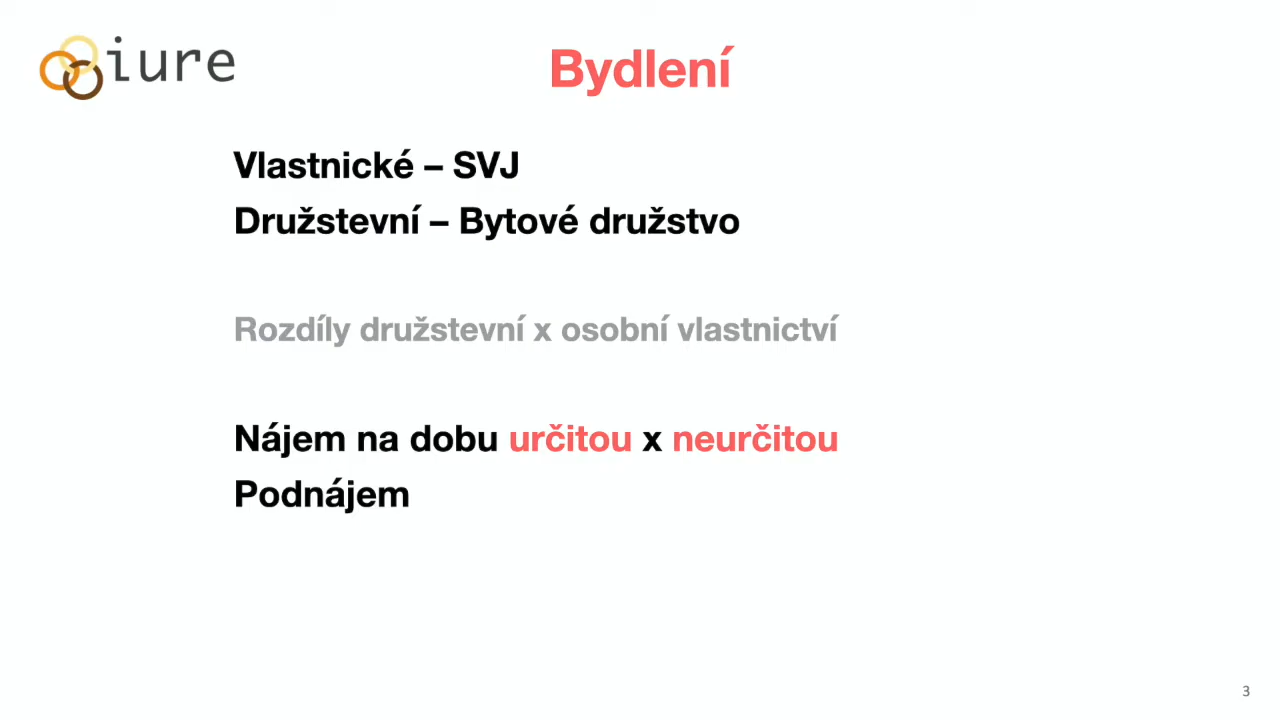 iure
Bydlení
Vlastnické – SVJ
Družstevní – Bytové družstvo
Rozdíly družstevní x osobní vlastnictví
Nájem na dobu určitou x neurčitou
Podnájem
3